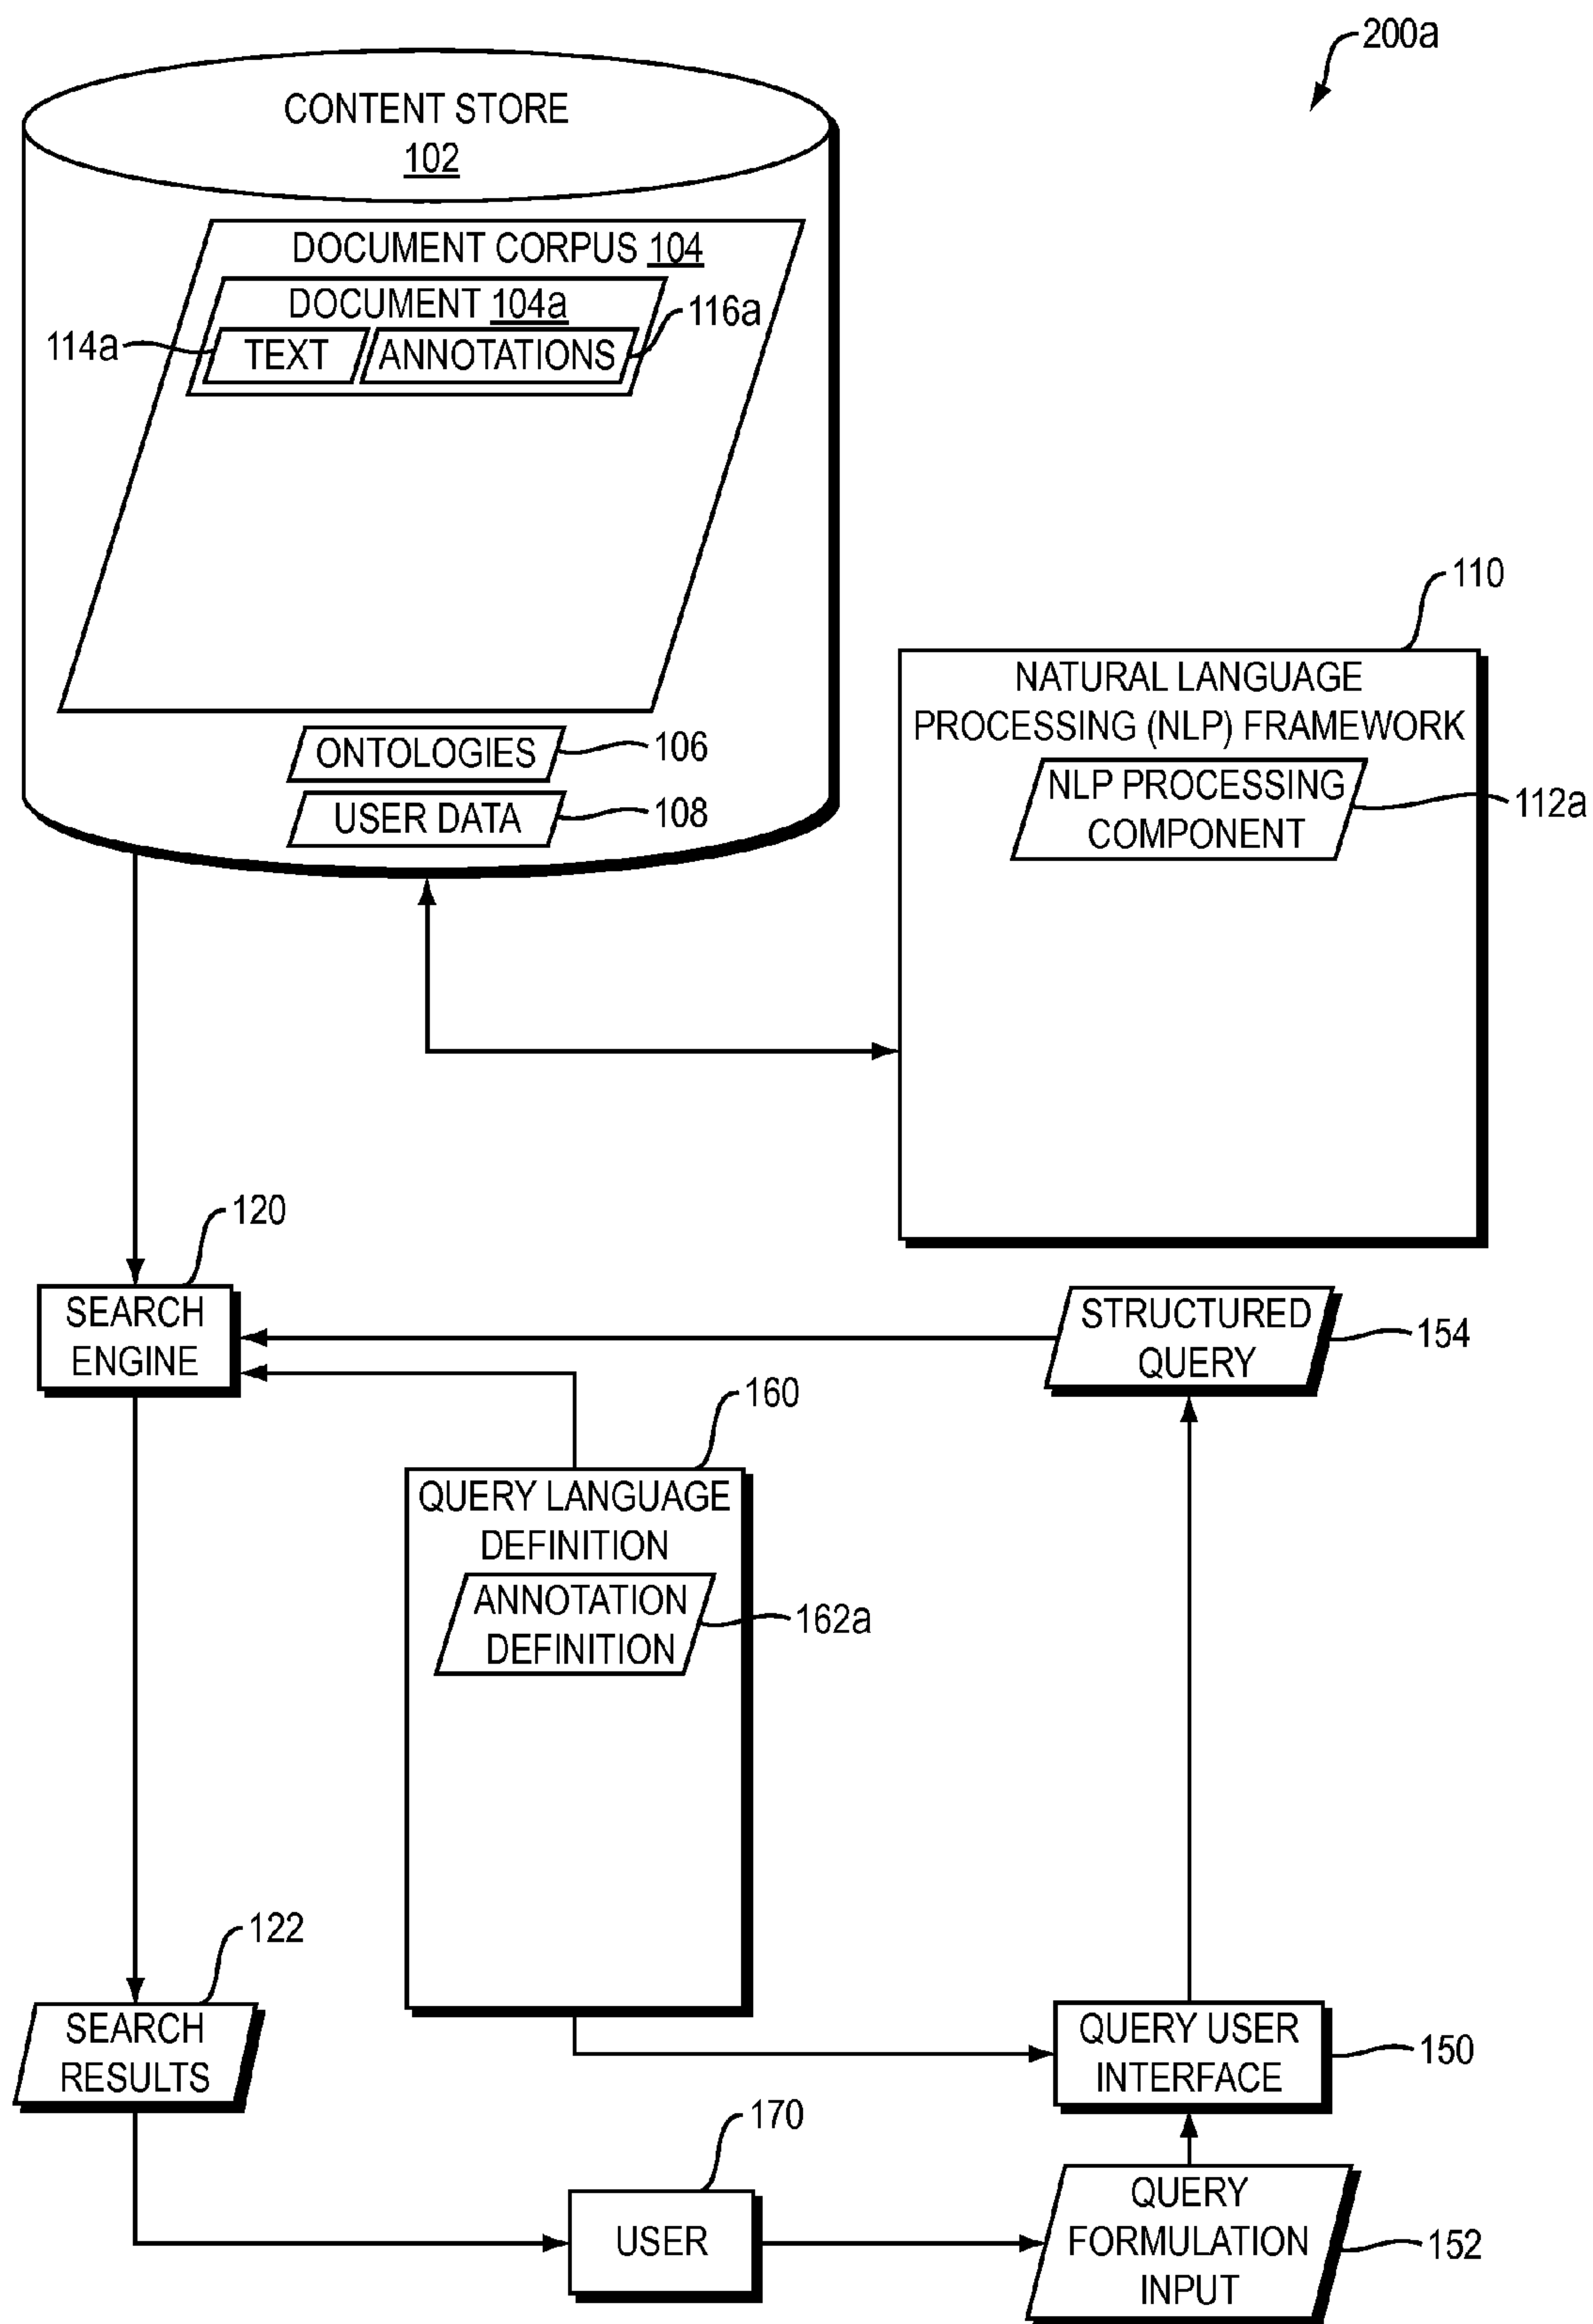 200a
CONTENT STORE
102
DOCUMENT CORPUS 104
DOCUMENT 104a
116a
114a
TEXT
ANNOTATIONS
110
NATURAL LANGUAGE
PROCESSING (NLP) FRAMEWORK
ONTOLOGIES
106
NLP PROCESSING
COMPONENT
112a
USER DATA
108
120
SEARCH
ENGINE
STRUCTURED
QUERY
154
160
QUERY LANGUAGE
DEFINITION
ANNOTATION
DEFINITION
162a
122
SEARCH
RESULTS
QUERY USER
INTERFACE
150
170
USER
QUERY
FORMULATION
INPUT
152